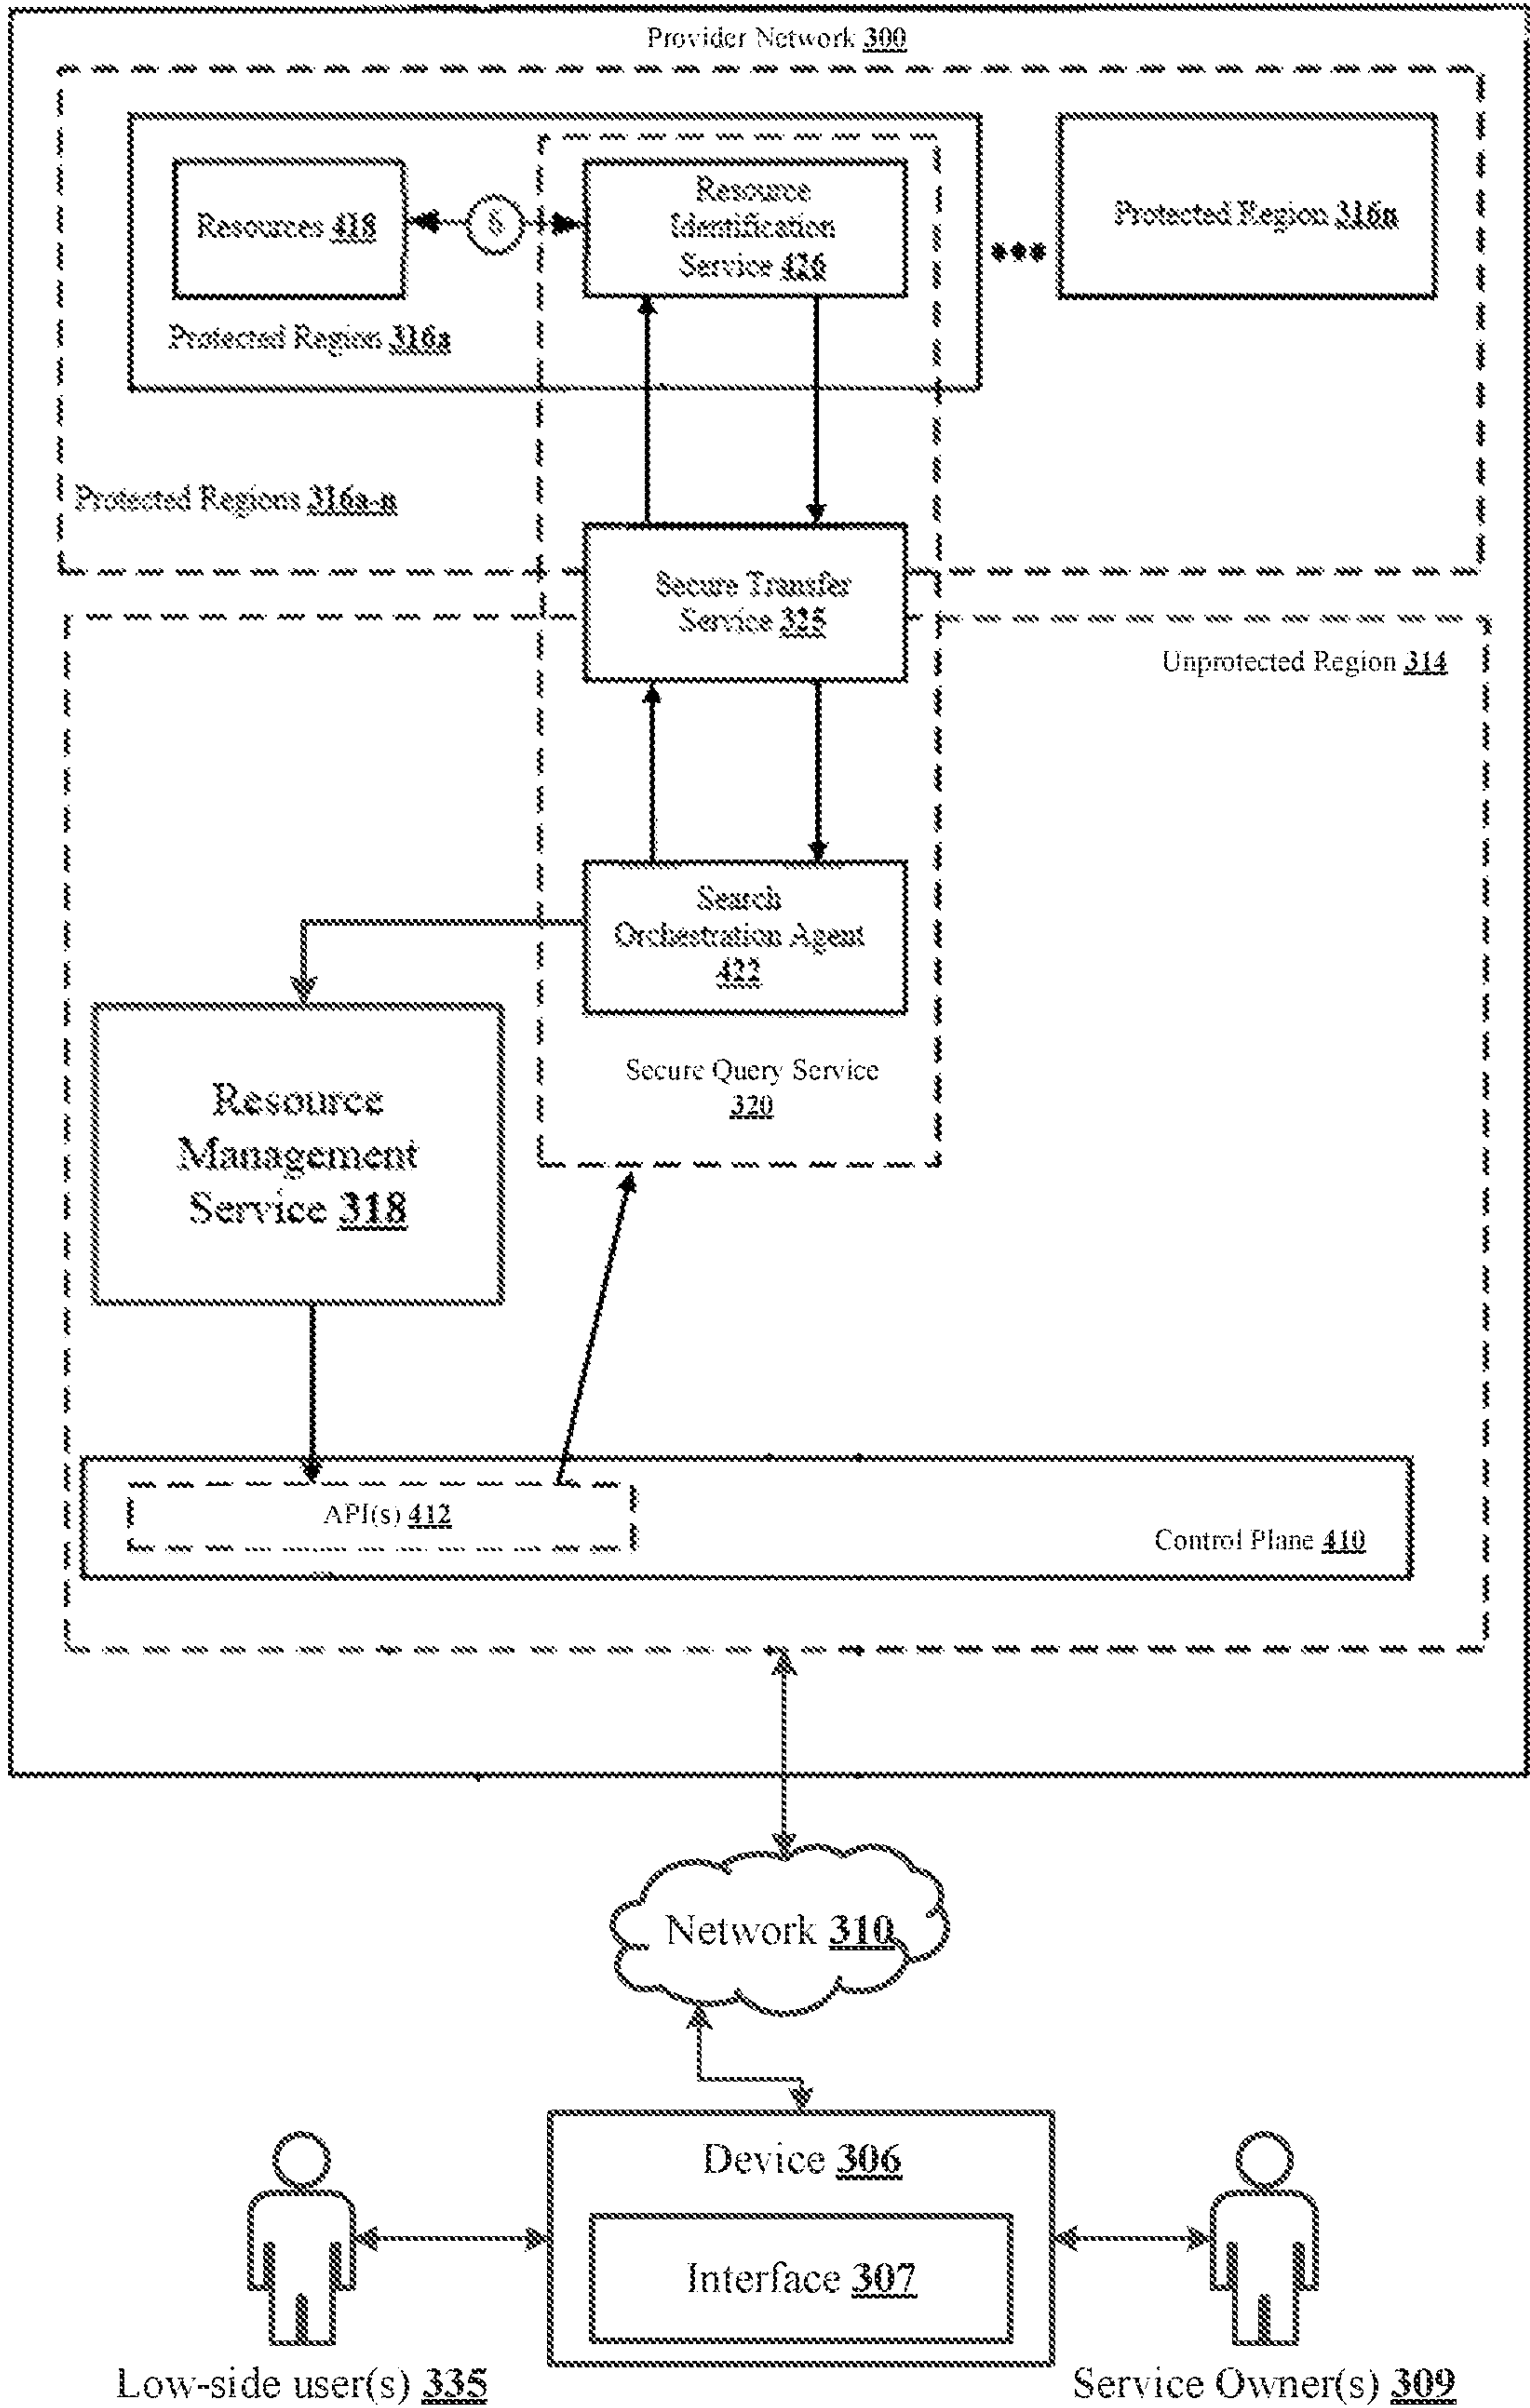 Provider Network 300
Resources 418
6
Resource
Identification
Service 426
Protected Region 316n
Protected Region 316a
Protected Regions 316a-n
Secure Transfer
Service 325
Unprotected Region 314
Search
Orchestration Agent
422
Secure Query Service
320
Resource
Management
Service 318
API(s) 412
Control Plane 410
Network 310
Device 306
Interface 307
Low-side user(s) 335
Service Owner(s) 309